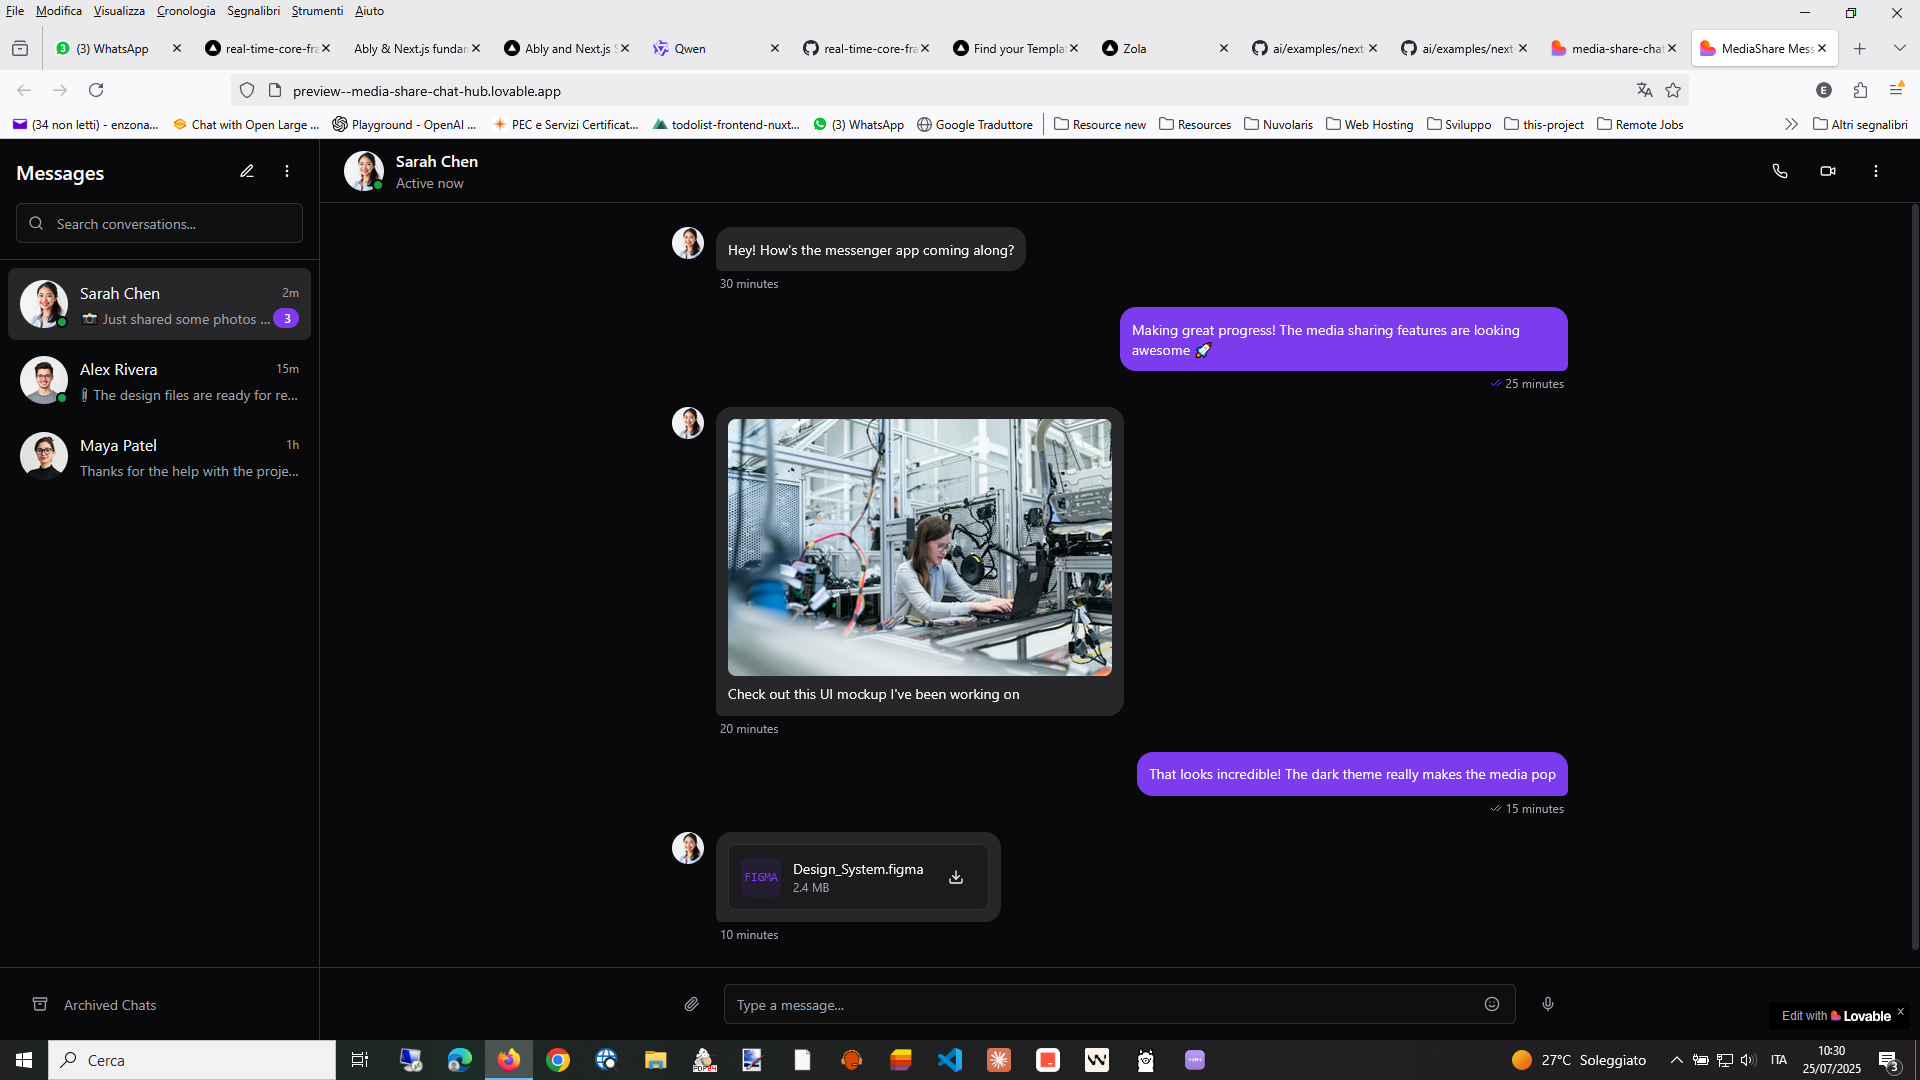 File Modifica Visualizza Cronologia Segnalibri Strumenti Aiuto
(3) WhatsApp
real-time-core-fra
Ably & Next.js fundam
Ably and Next.js S
Qwen
real-time-core-fra
Find your Templa
Zola
ai/examples/next-
ai/examples/next-
media-share-chat
MediaShare Mess
preview--media-share-chat-hub.lovable.app
E
(34 non letti) - enzona...
Chat with Open Large ...
Playground - OpenAI ...
PEC e Servizi Certificat...
todolist-frontend-nuxt...
(3) WhatsApp
Google Traduttore
Resource new
Resources
Nuvolaris
Web Hosting
Sviluppo
this-project
Remote Jobs
Altri segnalibri
Messages
Search conversations...
Sarah Chen 2m
📸 Just shared some photos ... 3
Alex Rivera 15m
The design files are ready for re...
Maya Patel 1h
Thanks for the help with the proje...
Archived Chats
Sarah Chen
Active now
Hey! How's the messenger app coming along?
30 minutes
Making great progress! The media sharing features are looking
awesome 🚀
25 minutes
Check out this UI mockup I've been working on
20 minutes
That looks incredible! The dark theme really makes the media pop
15 minutes
FIGMA
Design_System.figma
2.4 MB
10 minutes
Type a message...
Edit with Lovable
Cerca
27°C Soleggiato
ITA
10:30
25/07/2025
3